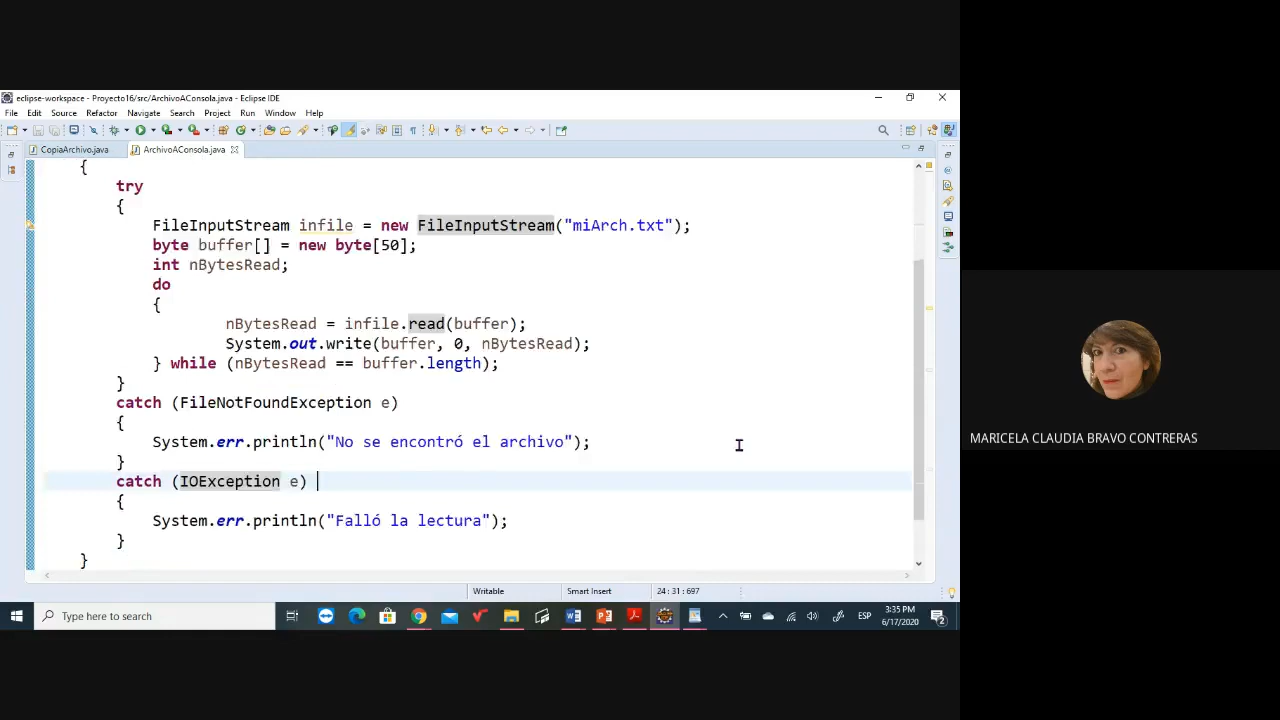 eclipse-workspace - Proyecto16/src/ArchivoAConsola.java - Eclipse IDE
File Edit Source Refactor Navigate Search Project Run Window Help
CopiaArchivo.java ArchivoAConsola.java
{
try
{
FileInputStream infile = new FileInputStream("miArch.txt");
byte buffer[] = new byte[50];
int nBytesRead;
do
{
nBytesRead = infile.read(buffer);
System.out.write(buffer, 0, nBytesRead);
} while (nBytesRead == buffer.length);
}
catch (FileNotFoundException e)
{
System.err.println("No se encontró el archivo");
}
catch (IOException e)
{
System.err.println("Falló la lectura");
}
}
MARICELA CLAUDIA BRAVO CONTRERAS
Writable Smart Insert 24 : 31 : 697
Type here to search
ESP
3:35 PM
6/17/2020
2